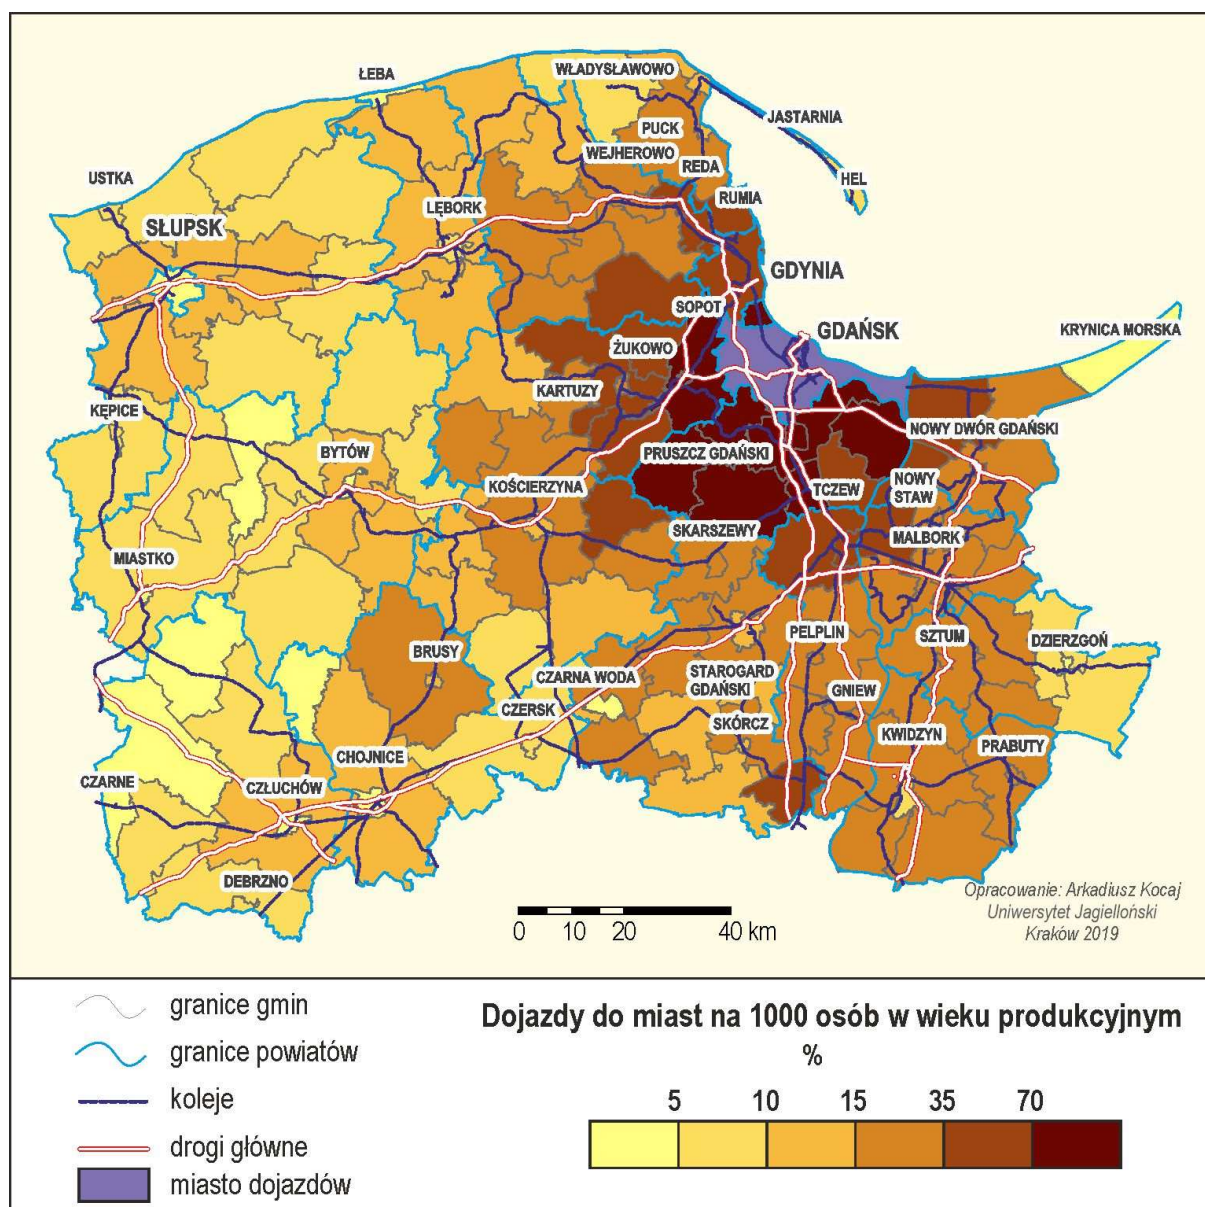 ŁEBA
WŁADYSŁAWOWO
JASTARNIA
PUCK
WEJHEROWO
REDA
HEL
USTKA
RUMIA
LĘBORK
SŁUPSK
GDYNIA
SOPOT
GDAŃSK
KRYNICA MORSKA
ŻUKOWO
KARTUZY
KĘPICE
NOWY DWÓR GDAŃSKI
BYTÓW
PRUSZCZ GDAŃSKI
KOŚCIERZYNA
TCZEW
NOWY
STAW
SKARSZEWY
MALBORK
MIASTKO
PELPLIN
SZTUM
DZIERZGOŃ
BRUSY
CZARNA WODA
STAROGARD
GDAŃSKI
GNIEW
CZERSK
SKÓRCZ
KWIDZYN
PRABUTY
CHOJNICE
CZARNE
CZŁUCHÓW
DEBRZNO
Opracowanie: Arkadiusz Kocaj
Uniwersytet Jagielloński
Kraków 2019
0 10 20 40 km
granice gmin
granice powiatów
koleje
drogi główne
miasto dojazdów
Dojazdy do miast na 1000 osób w wieku produkcyjnym
%
5 10 15 35 70